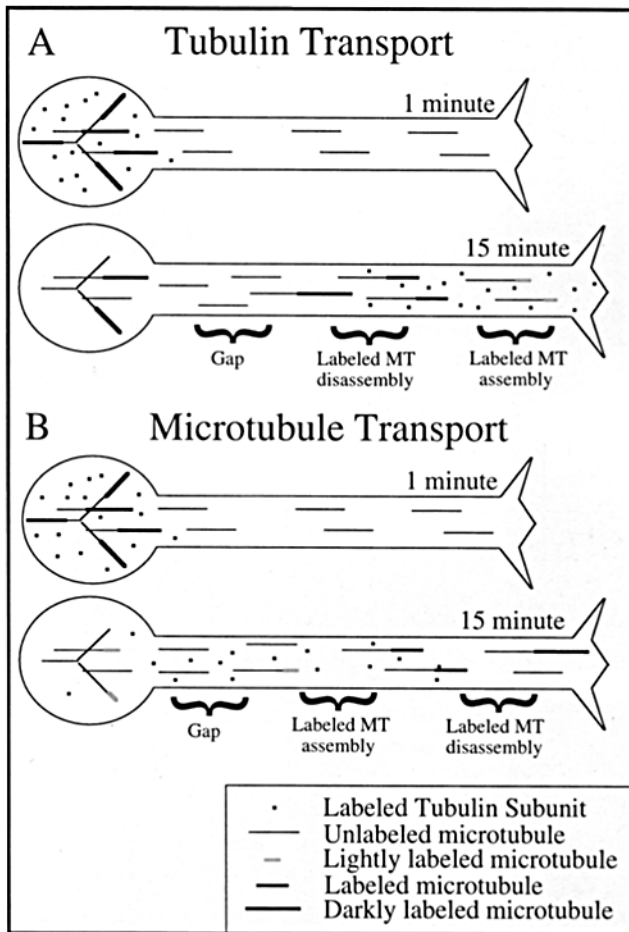 A Tubulin Transport
1 minute
15 minute
Gap
Labeled MT
disassembly
Labeled MT
assembly
B Microtubule Transport
1 minute
15 minute
Gap
Labeled MT
assembly
Labeled MT
disassembly
Labeled Tubulin Subunit
Unlabeled microtubule
Lightly labeled microtubule
Labeled microtubule
Darkly labeled microtubule